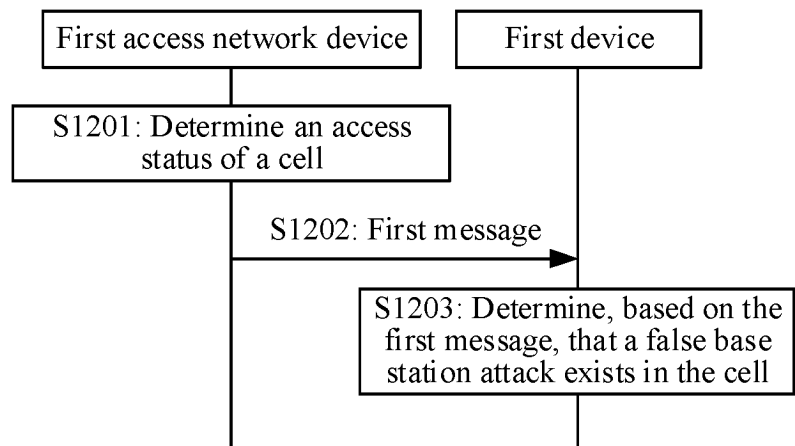 First access network device
First device
S1201: Determine an access
status of a cell
S1202: First message
S1203: Determine, based on the
first message, that a false base
station attack exists in the cell